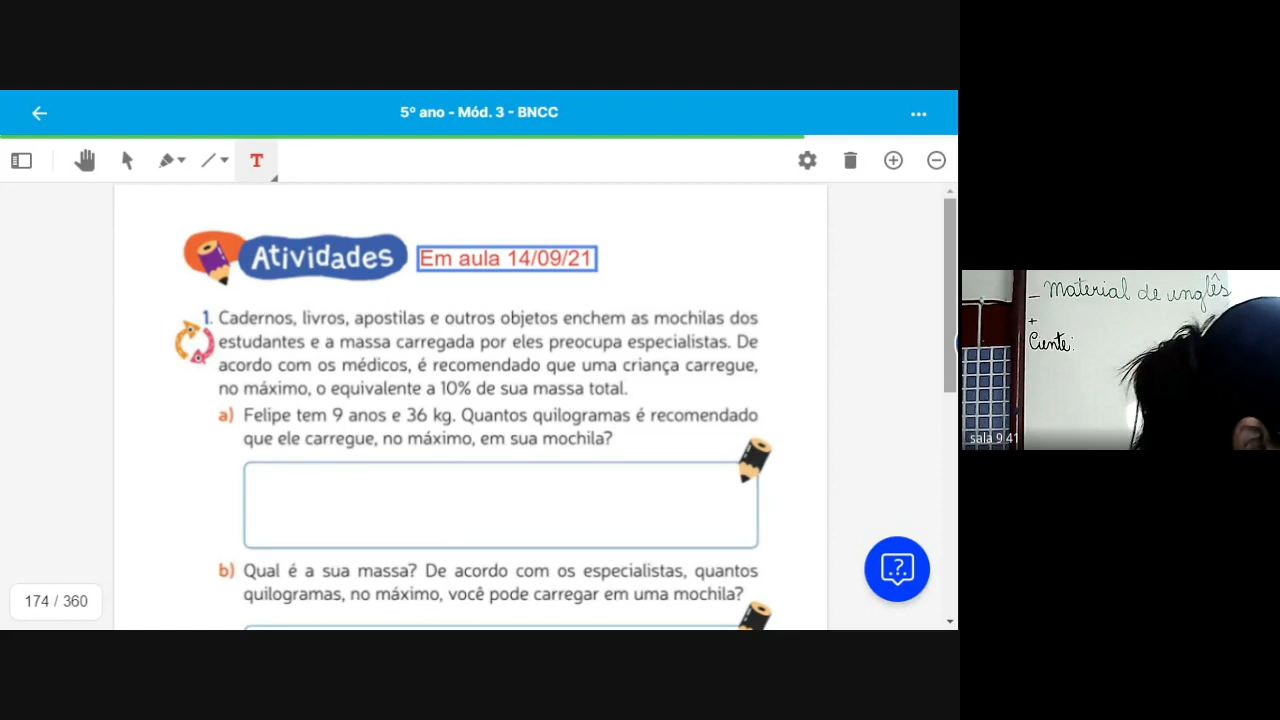 5º ano - Mód. 3 - BNCC
T
Atividades
Em aula 14/09/21
1. Cadernos, livros, apostilas e outros objetos enchem as mochilas dos
estudantes e a massa carregada por eles preocupa especialistas. De
acordo com os médicos, é recomendado que uma criança carregue,
no máximo, o equivalente a 10% de sua massa total.
a) Felipe tem 9 anos e 36 kg. Quantos quilogramas é recomendado
que ele carregue, no máximo, em sua mochila?
b) Qual é a sua massa? De acordo com os especialistas, quantos
quilogramas, no máximo, você pode carregar em uma mochila?
174 / 360
– Material de inglês
+
Ciente:
sala 9 41